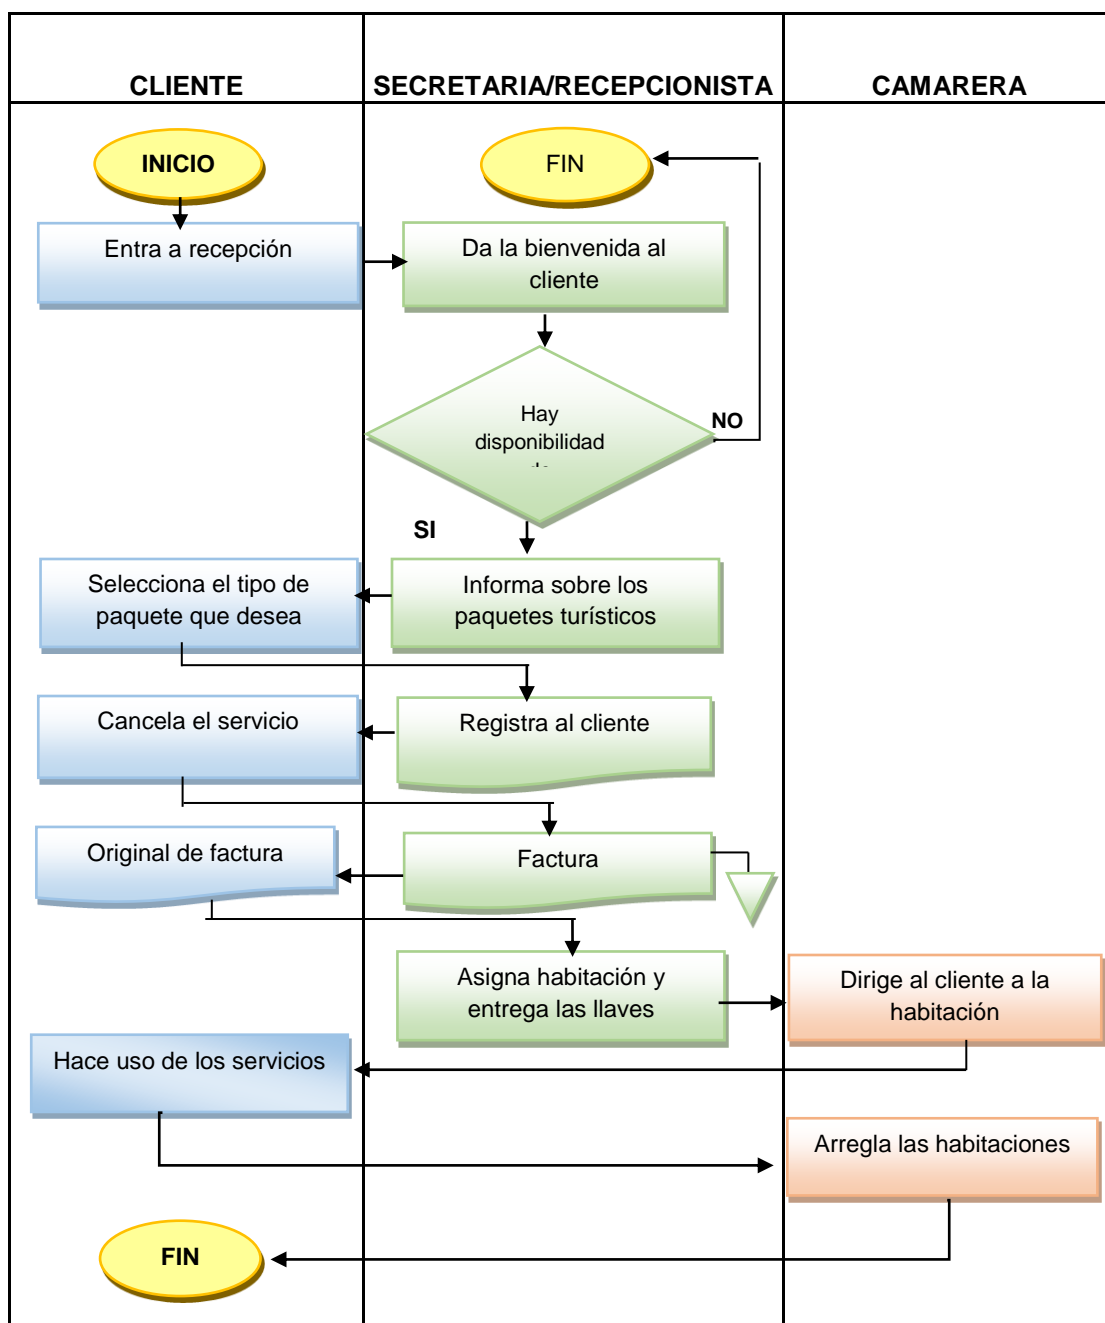 CLIENTE
SECRETARIA/RECEPCIONISTA
CAMARERA
INICIO
FIN
Entra a recepción
Da la bienvenida al
cliente
Hay
disponibilidad
NO
SI
Selecciona el tipo de
paquete que desea
Informa sobre los
paquetes turísticos
Cancela el servicio
Registra al cliente
Original de factura
Factura
Asigna habitación y
entrega las llaves
Dirige al cliente a la
habitación
Hace uso de los servicios
Arregla las habitaciones
FIN